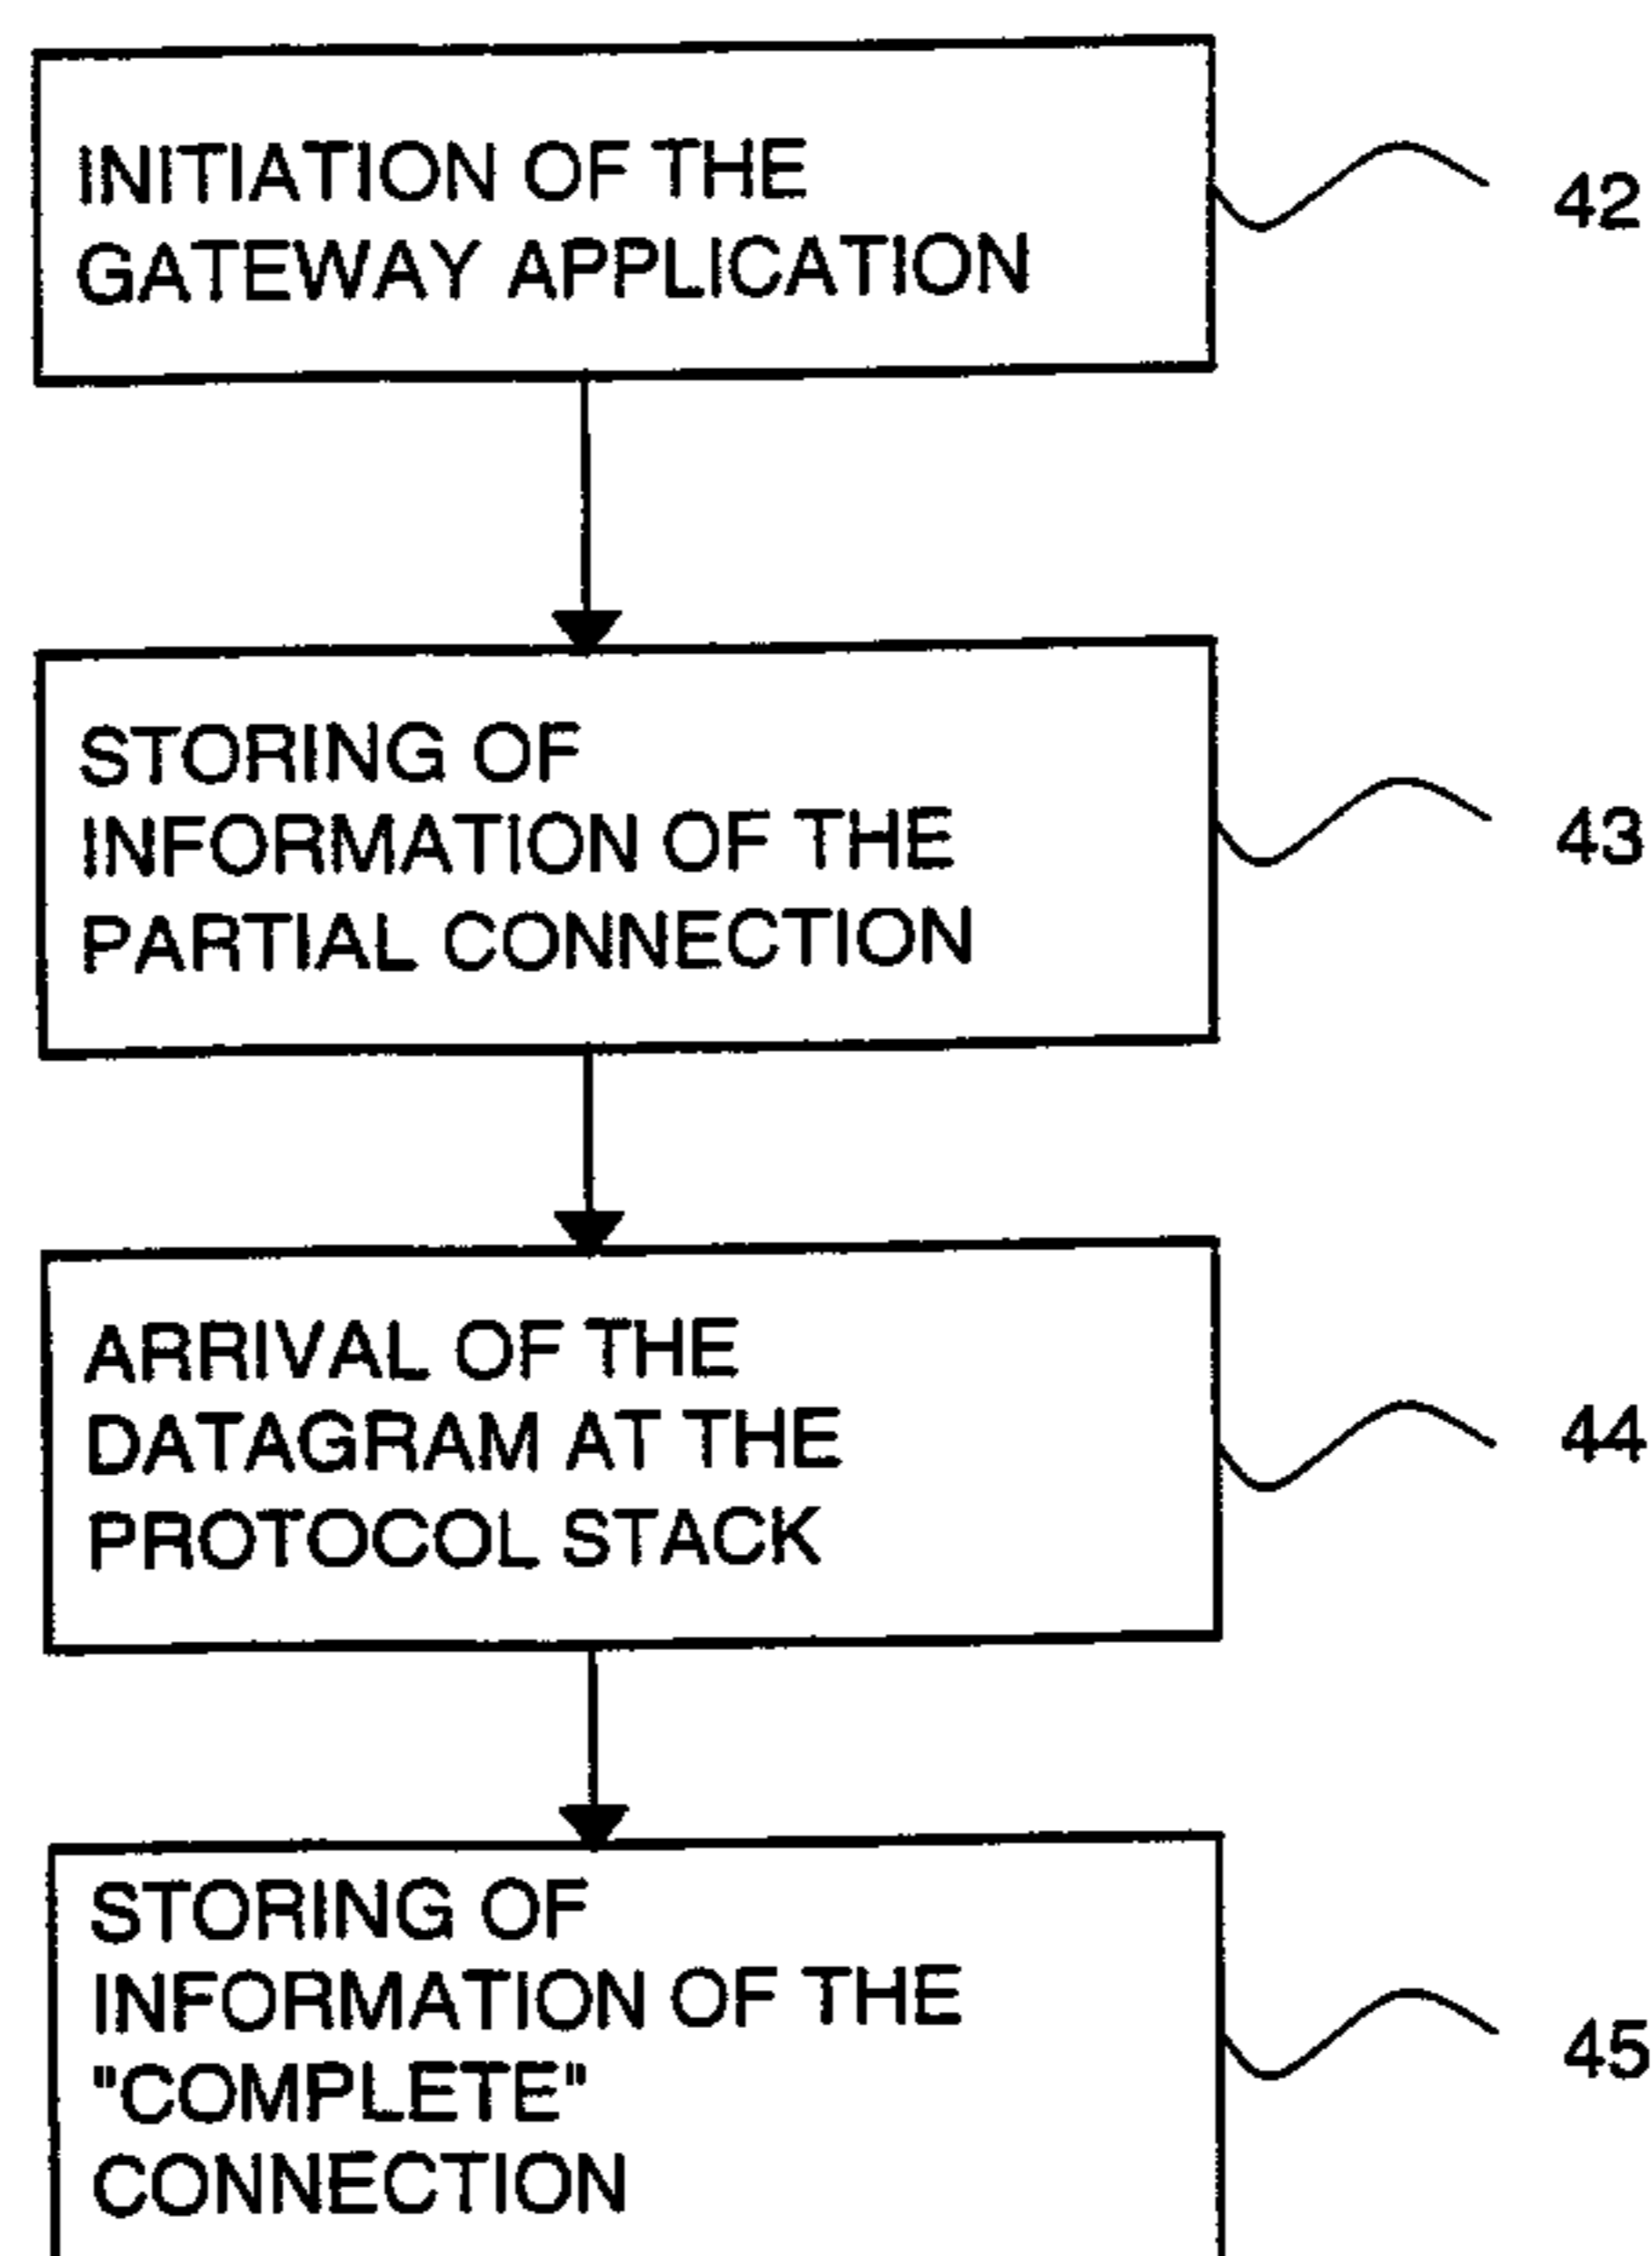 INITIATION OF THE
GATEWAY APPLICATION
42
STORING OF
INFORMATION OF THE
PARTIAL CONNECTION
43
ARRIVAL OF THE
DATAGRAM AT THE
PROTOCOL STACK
44
STORING OF
INFORMATION OF THE
"COMPLETE"
CONNECTION
45